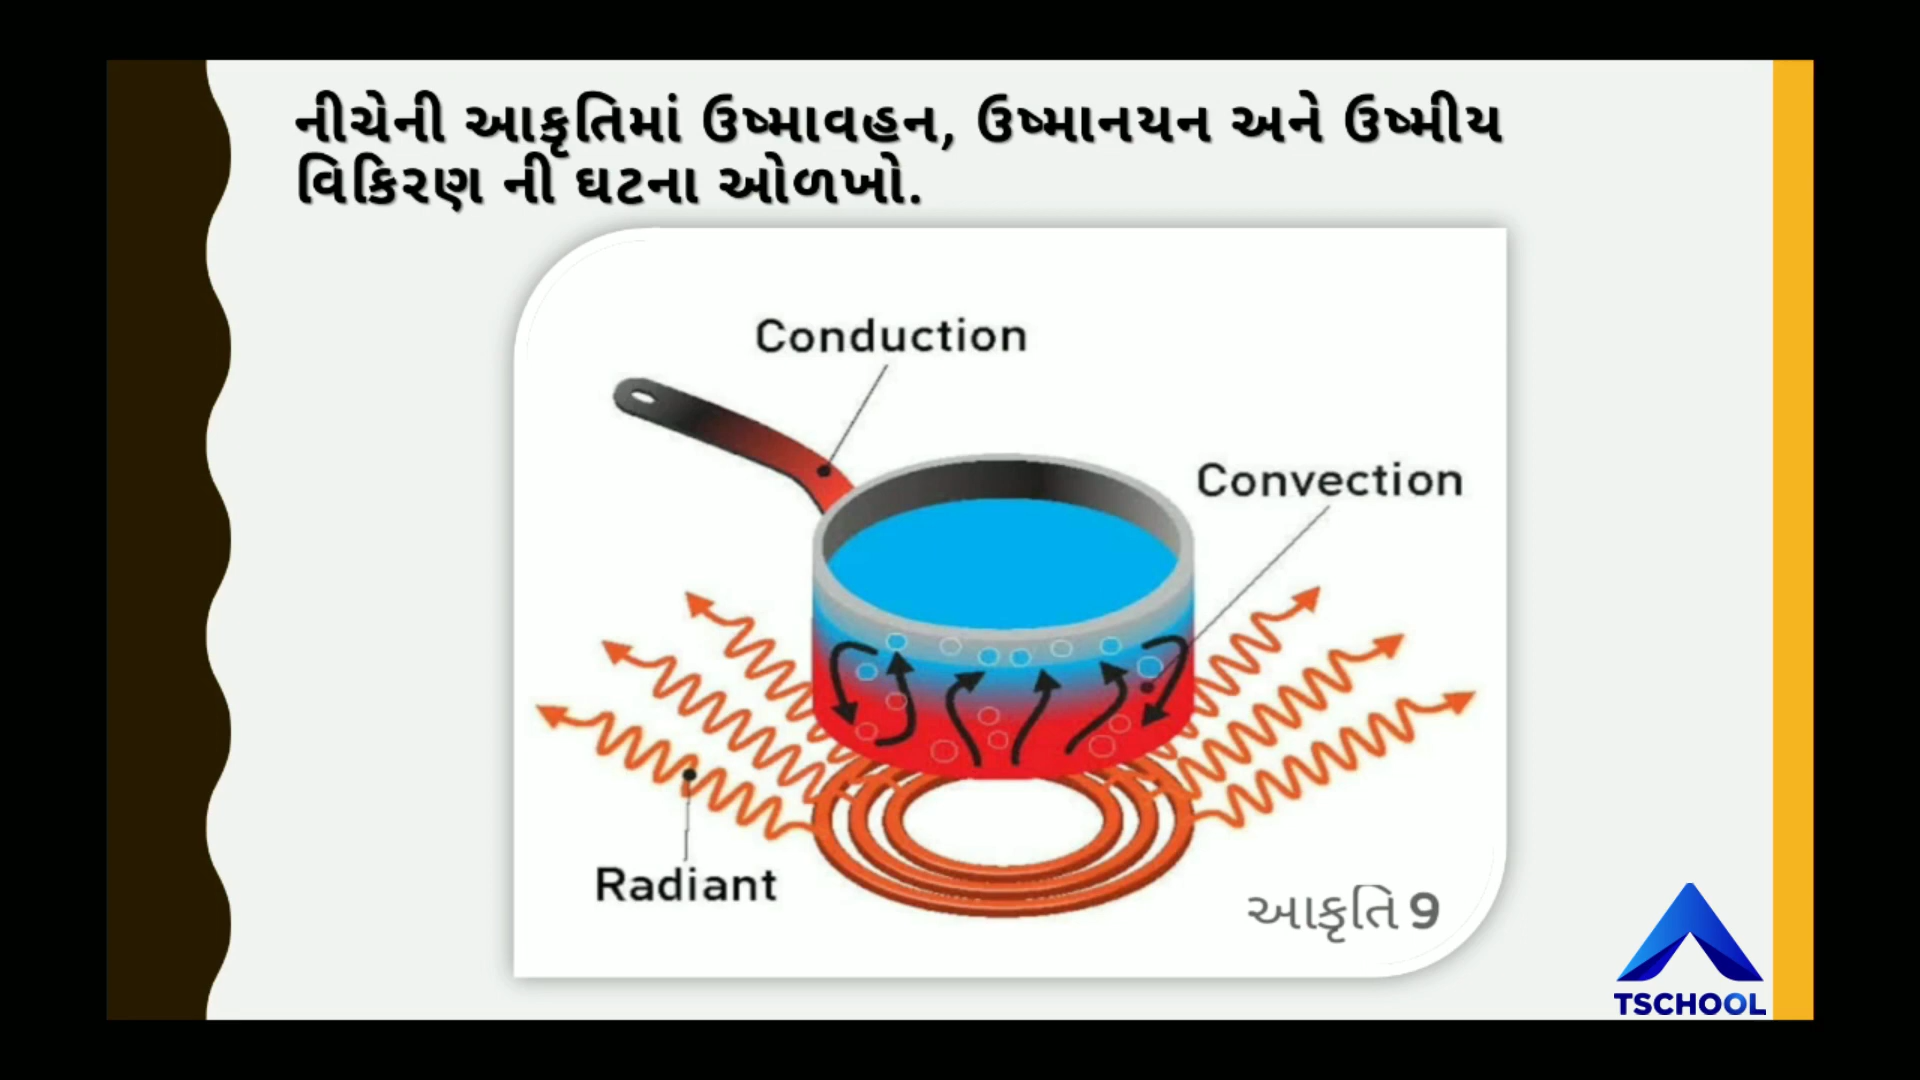 નીચેની આકૃતિમાં ઉષ્માવહન, ઉષ્માનયન અને ઉષ્મીય
વિકિરણ ની ઘટના ઓળખો.
Conduction
Convection
Radiant
આકૃતિ 9
TSCHOOL